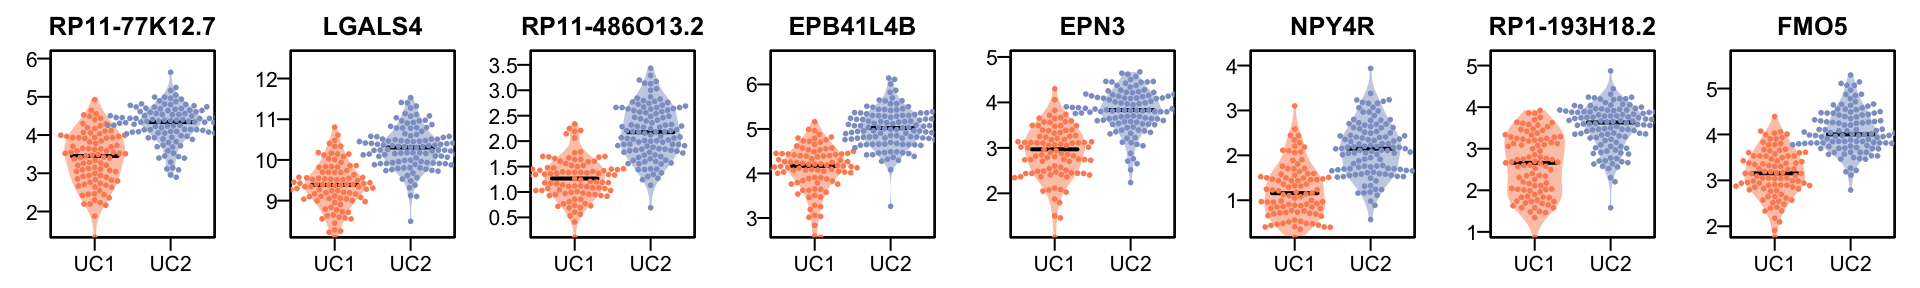 RP11-77K12.7 LGALS4 RP11-486O13.2 EPB41L4B EPN3 NPY4R RP1-193H18.2 FMO5
6 5 4 3 2
UC1 UC2
12 11 10 9
UC1 UC2
3.5 3.0 2.5 2.0 1.5 1.0 0.5
UC1 UC2
6 5 4 3
UC1 UC2
5 4 3 2
UC1 UC2
4 3 2 1
UC1 UC2
5 4 3 2 1
UC1 UC2
5 4 3 2
UC1 UC2